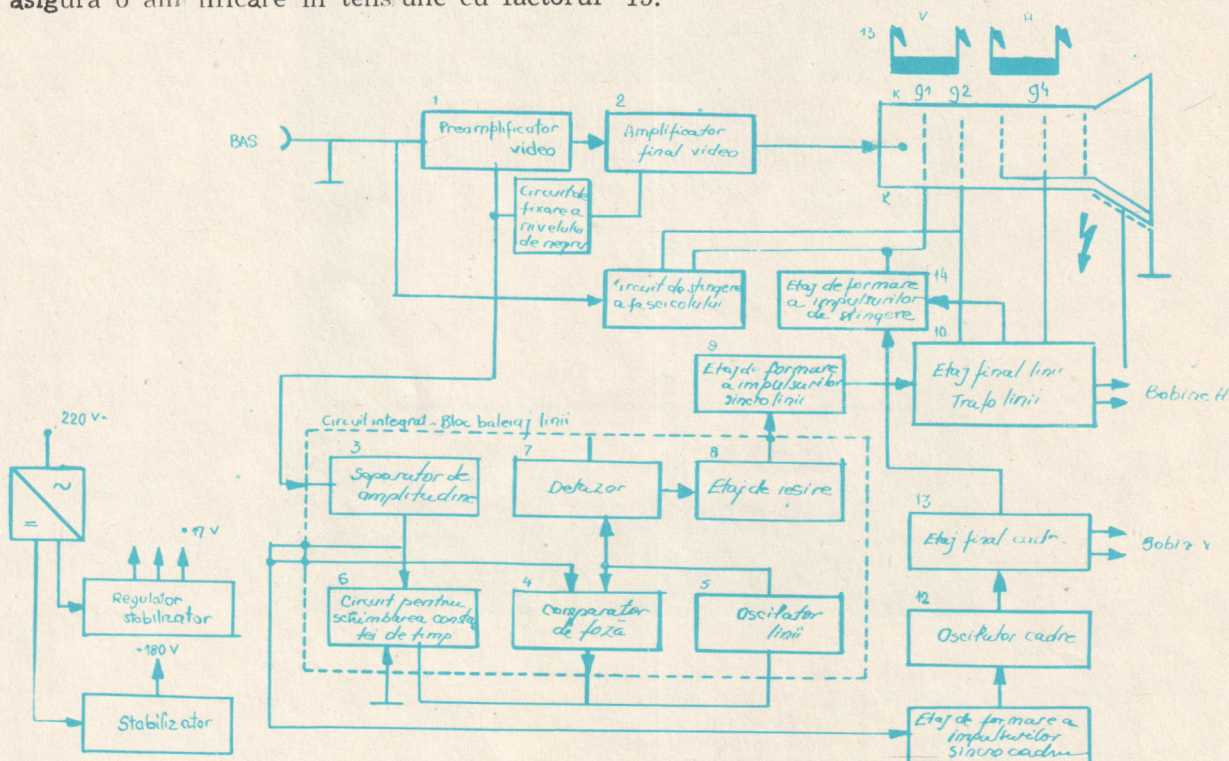 asigura o amplificare în tensiune cu factorul 15.
13
V
H
K
g1
g2
g4
BAS
1
Preamplificator
video
2
Amplificator
final video
K
Circuit de
fixare a
nivelului
de negru
Circuit de stingere
a fascicolului
14
Etaj de formare
a impulsurilor
de stingere
9
Etaj de formare
a impulsurilor
sincro linii
10
Etaj final linii
Trafo linii
Bobine H
220 V~
~
=
Circuit integrat - Bloc baleiaj linii
3
Separator de
amplitudine
7
Defazor
8
Etaj de iesire
13
Etaj final cadre
Bobin V
+17 V
Regulator
stabilizator
6
Circuit pentru
schimbarea constan
tei de timp
4
Comparator
de fază
5
Oscilator
linii
12
Oscilator cadre
+180 V
Stabilizator
Etaj de formare a
impulsurilor
sincro cadru